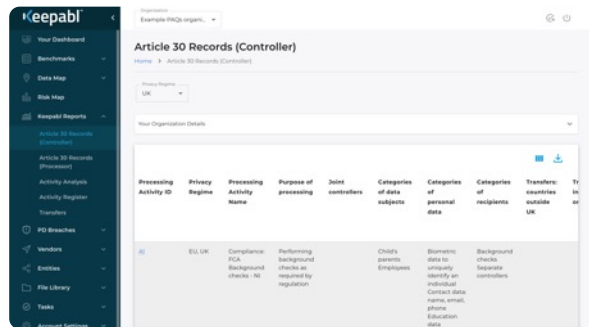 Keepabl
Organization
Example PAQs organi...
Your Dashboard
Benchmarks
Data Map
Risk Map
Keepabl Reports
Article 30 Records
(Controller)
Article 30 Records
(Processor)
Activity Analysis
Activity Register
Transfers
PD Breaches
Vendors
Entities
File Library
Tasks
Account Settings
Article 30 Records (Controller)
Home > Article 30 Records (Controller)
Privacy Regime
UK
Your Organization Details
Processing
Activity ID
Privacy
Regime
Processing
Activity
Name
Purpose of
processing
Joint
controllers
Categories
of data
subjects
Categories
of
personal
data
Categories
of
recipients
Transfers:
countries
outside
UK
EU, UK
Compliance:
FCA
Background
checks - NI
Performing
background
checks as
required by
regulation
Child's
parents
Employees
Biometric
data to
uniquely
identify an
individual
Contact data:
name, email,
phone
Education
data
Background
checks
Separate
controllers